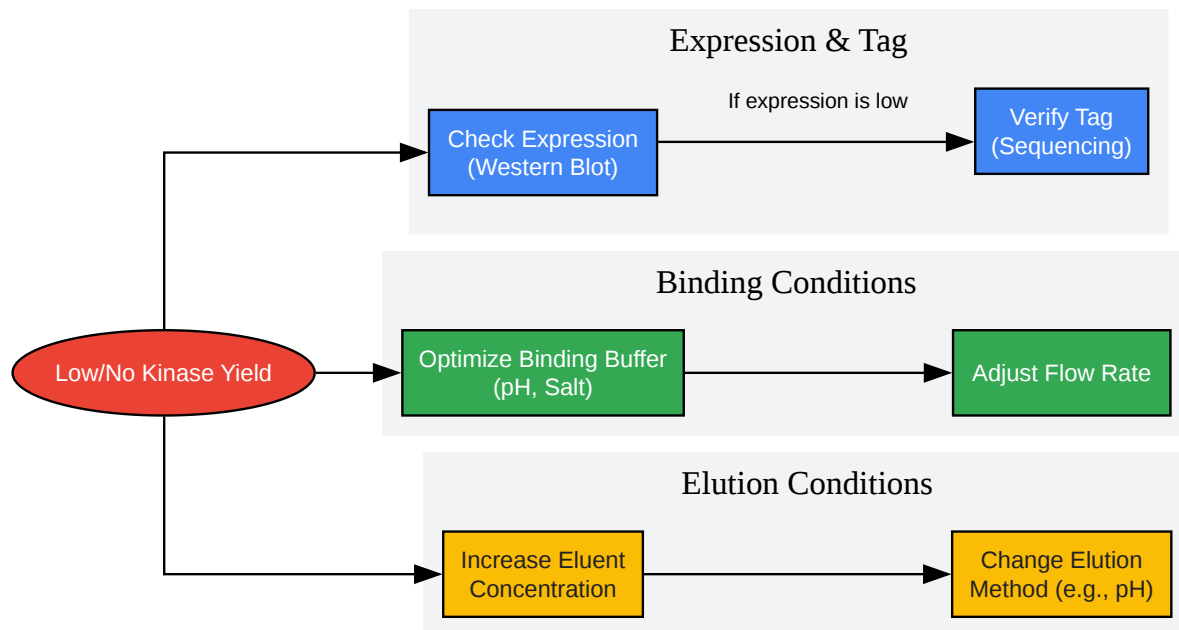 Expression & Tag
If expression is low
Check Expression
(Western Blot)
Verify Tag
(Sequencing)
Binding Conditions
Low/No Kinase Yield
Optimize Binding Buffer
(pH, Salt)
Adjust Flow Rate
Elution Conditions
Increase Eluent
Concentration
Change Elution
Method (e.g., pH)